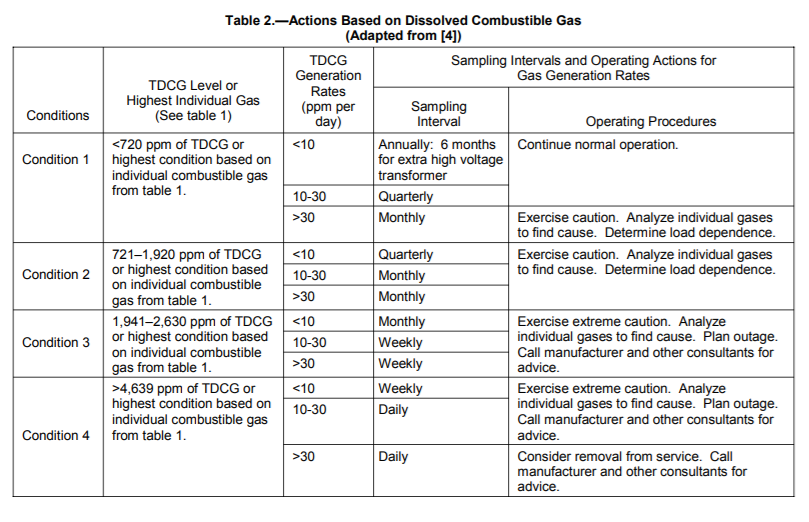 Table 2.—Actions Based on Dissolved Combustible Gas
(Adapted from [4])
Conditions
TDCG Level or
Highest Individual Gas
(See table 1)
TDCG
Generation
Rates
(ppm per
day)
Sampling Intervals and Operating Actions for
Gas Generation Rates
Sampling
Interval
Operating Procedures
Condition 1
<720 ppm of TDCG or
highest condition based on
individual combustible gas
from table 1.
<10
Annually:  6 months
for extra high voltage
transformer
Continue normal operation.
10-30
Quarterly
>30
Monthly
Exercise caution.  Analyze individual gases
to find cause.  Determine load dependence.
Condition 2
721–1,920 ppm of TDCG
or highest condition based
on individual combustible
gas from table 1.
<10
Quarterly
Exercise caution.  Analyze individual gases
to find cause.  Determine load dependence.
10-30
Monthly
>30
Monthly
Condition 3
1,941–2,630 ppm of TDCG
or highest condition based
on individual combustible
gas from table 1.
<10
Monthly
Exercise extreme caution.  Analyze
individual gases to find cause.  Plan outage.
Call manufacturer and other consultants for
advice.
10-30
Weekly
>30
Weekly
Condition 4
>4,639 ppm of TDCG or
highest condition based on
individual combustible gas
from table 1.
<10
Weekly
Exercise extreme caution.  Analyze
individual gases to find cause.  Plan outage.
Call manufacturer and other consultants for
advice.
10-30
Daily
>30
Daily
Consider removal from service.  Call
manufacturer and other consultants for
advice.